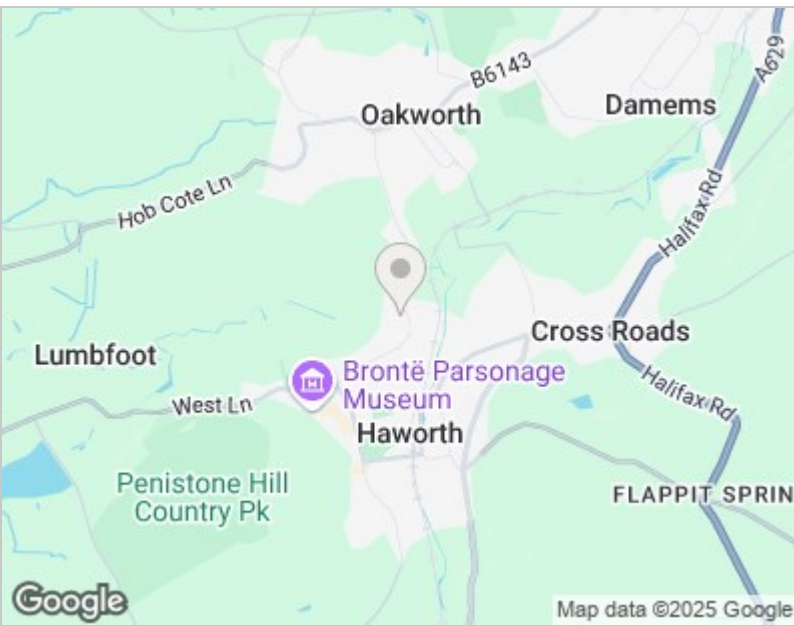 B6143
A629
Oakworth
Damems
Hob Cote Ln
Halifax Rd
Cross Roads
Lumbfoot
Brontë Parsonage
Museum
Halifax Rd
West Ln
Haworth
Penistone Hill
Country Pk
FLAPPIT SPRIN
Google
Map data ©2025 Google